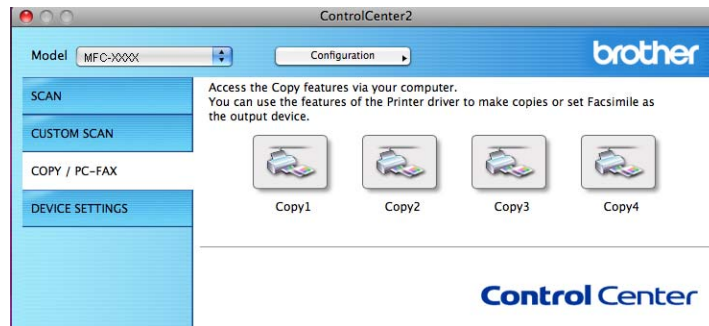 ControlCenter2
Model MFC-XXXX Configuration brother
SCAN
CUSTOM SCAN
COPY / PC-FAX
DEVICE SETTINGS
Access the Copy features via your computer.
You can use the features of the Printer driver to make copies or set Facsimile as
the output device.
Copy1 Copy2 Copy3 Copy4
Control Center